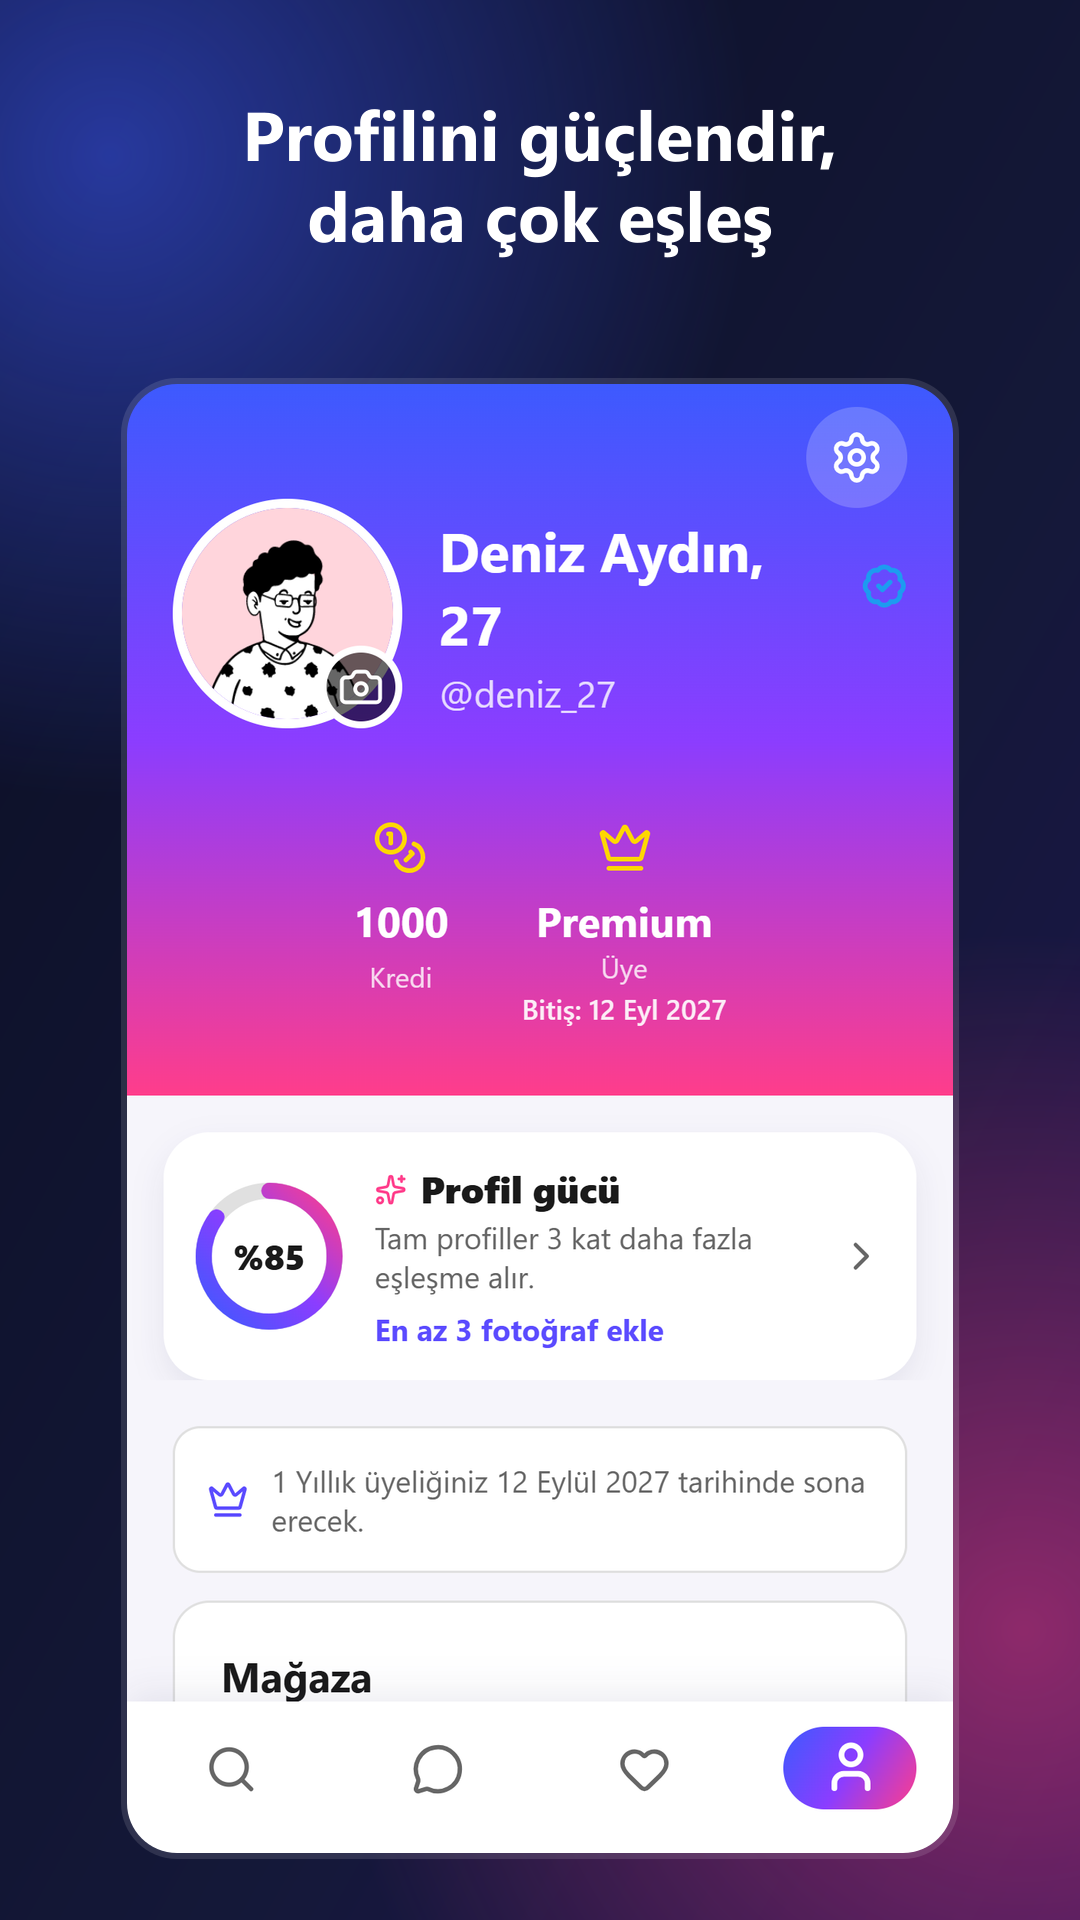 Profilini güçlendir,
daha çok eşleş
Deniz Aydın,
27
@deniz_27
1000
Kredi
Premium
Üye
Bitiş: 12 Eyl 2027
%85
Profil gücü
Tam profiller 3 kat daha fazla
eşleşme alır.
En az 3 fotoğraf ekle
1 Yıllık üyeliğiniz 12 Eylül 2027 tarihinde sona
erecek.
Mağaza